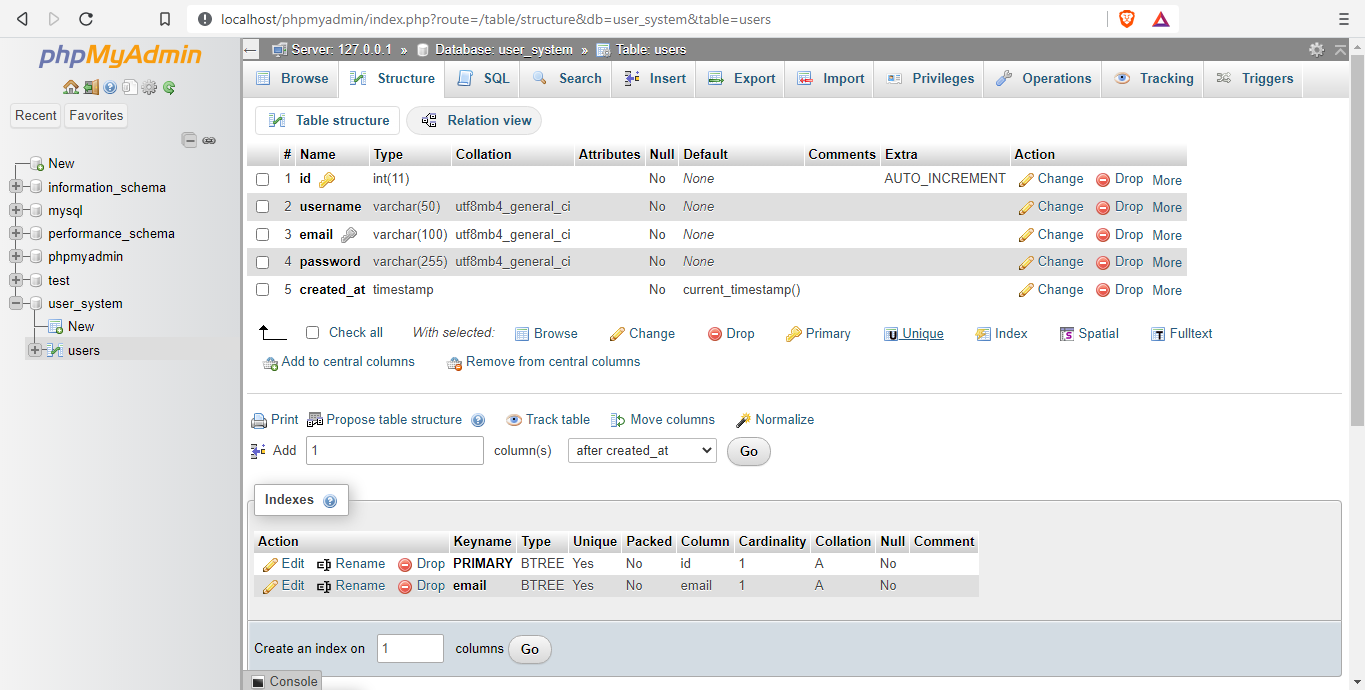 localhost/phpmyadmin/index.php?route=/table/structure&db=user_system&table=users
phpMyAdmin
Recent Favorites
New
information_schema
mysql
performance_schema
phpmyadmin
test
user_system
New
users
Server: 127.0.0.1 » Database: user_system » Table: users
Browse Structure SQL Search Insert Export Import Privileges Operations Tracking Triggers
Table structure Relation view
# Name Type Collation Attributes Null Default Comments Extra Action
1 id int(11) No None AUTO_INCREMENT Change Drop More
2 username varchar(50) utf8mb4_general_ci No None Change Drop More
3 email varchar(100) utf8mb4_general_ci No None Change Drop More
4 password varchar(255) utf8mb4_general_ci No None Change Drop More
5 created_at timestamp No current_timestamp() Change Drop More
Check all With selected: Browse Change Drop Primary Unique Index Spatial Fulltext
Add to central columns Remove from central columns
Print Propose table structure Track table Move columns Normalize
Add 1 column(s) after created_at Go
Indexes
Action Keyname Type Unique Packed Column Cardinality Collation Null Comment
Edit Rename Drop PRIMARY BTREE Yes No id 1 A No
Edit Rename Drop email BTREE Yes No email 1 A No
Create an index on 1 columns Go
Console